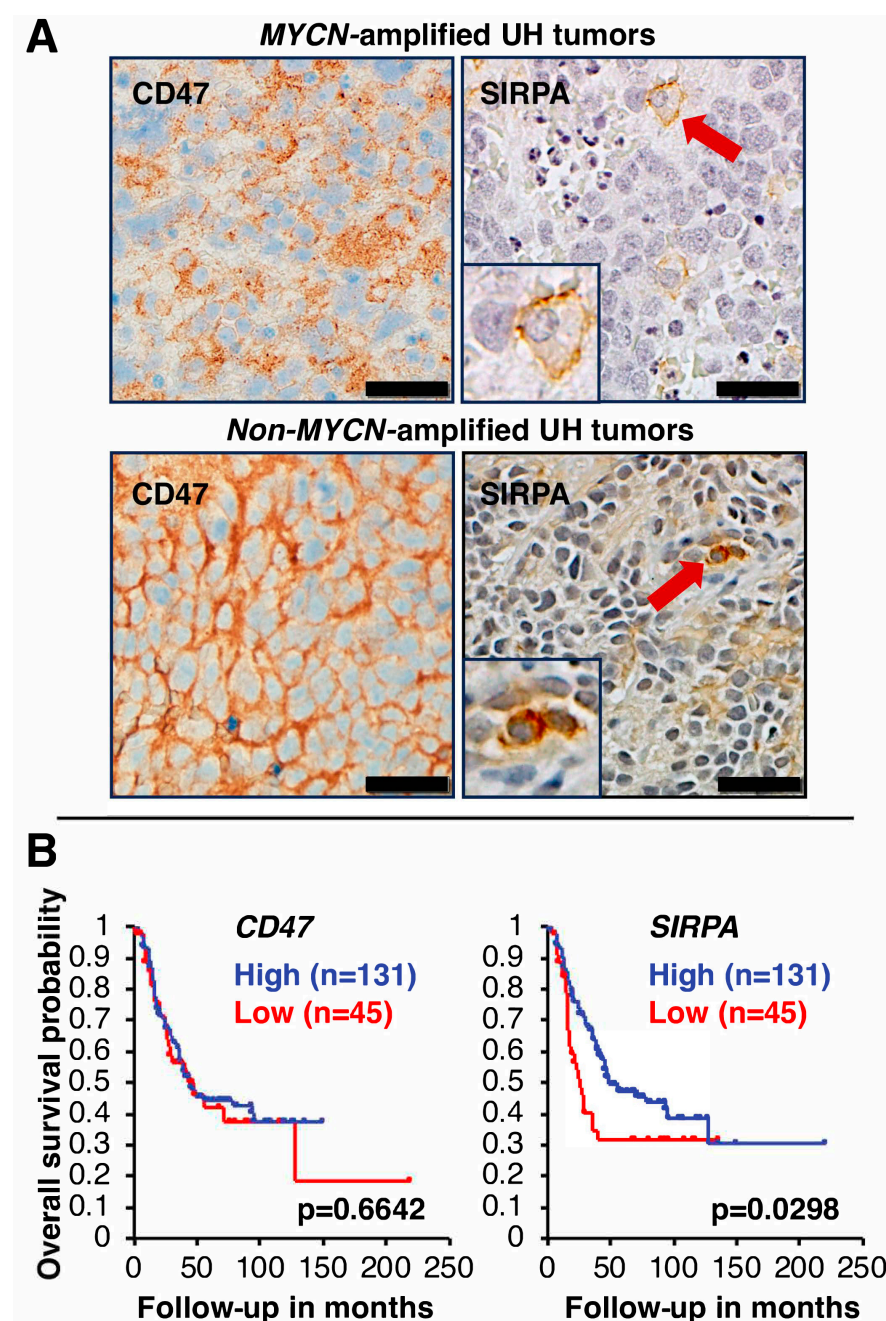 A
MYCN-amplified UH tumors
CD47
SIRPA
Non-MYCN-amplified UH tumors
CD47
SIRPA
B
Overall survival probability
CD47
High (n=131)
Low (n=45)
1
0.9
0.8
0.7
0.6
0.5
0.4
0.3
0.2
0.1
0
p=0.6642
0 50 100 150 200 250
Follow-up in months
SIRPA
High (n=131)
Low (n=45)
1
0.9
0.8
0.7
0.6
0.5
0.4
0.3
0.2
0.1
0
p=0.0298
0 50 100 150 200 250
Follow-up in months